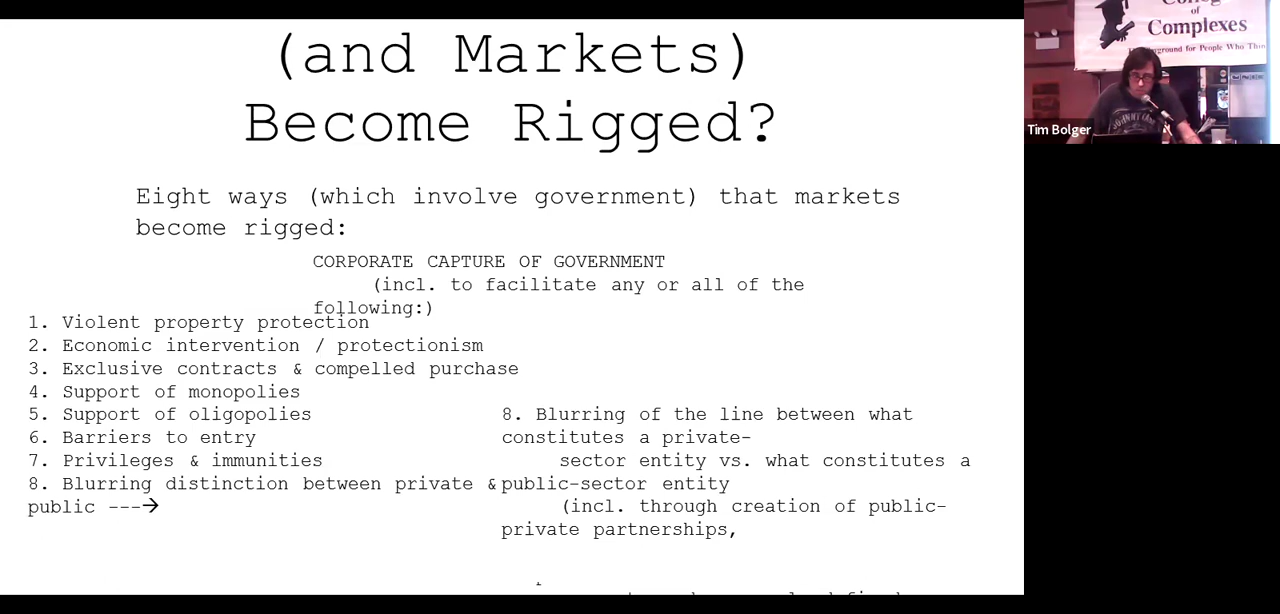 (and Markets)
Become Rigged?
Eight ways (which involve government) that markets
become rigged:
CORPORATE CAPTURE OF GOVERNMENT
(incl. to facilitate any or all of the
following:)
1. Violent property protection
2. Economic intervention / protectionism
3. Exclusive contracts & compelled purchase
4. Support of monopolies
5. Support of oligopolies
6. Barriers to entry
7. Privileges & immunities
8. Blurring distinction between private &
public ---→
8. Blurring of the line between what
constitutes a private-
sector entity vs. what constitutes a
public-sector entity
(incl. through creation of public-
private partnerships,
of
Complexes
for People Who
Tim Bolger